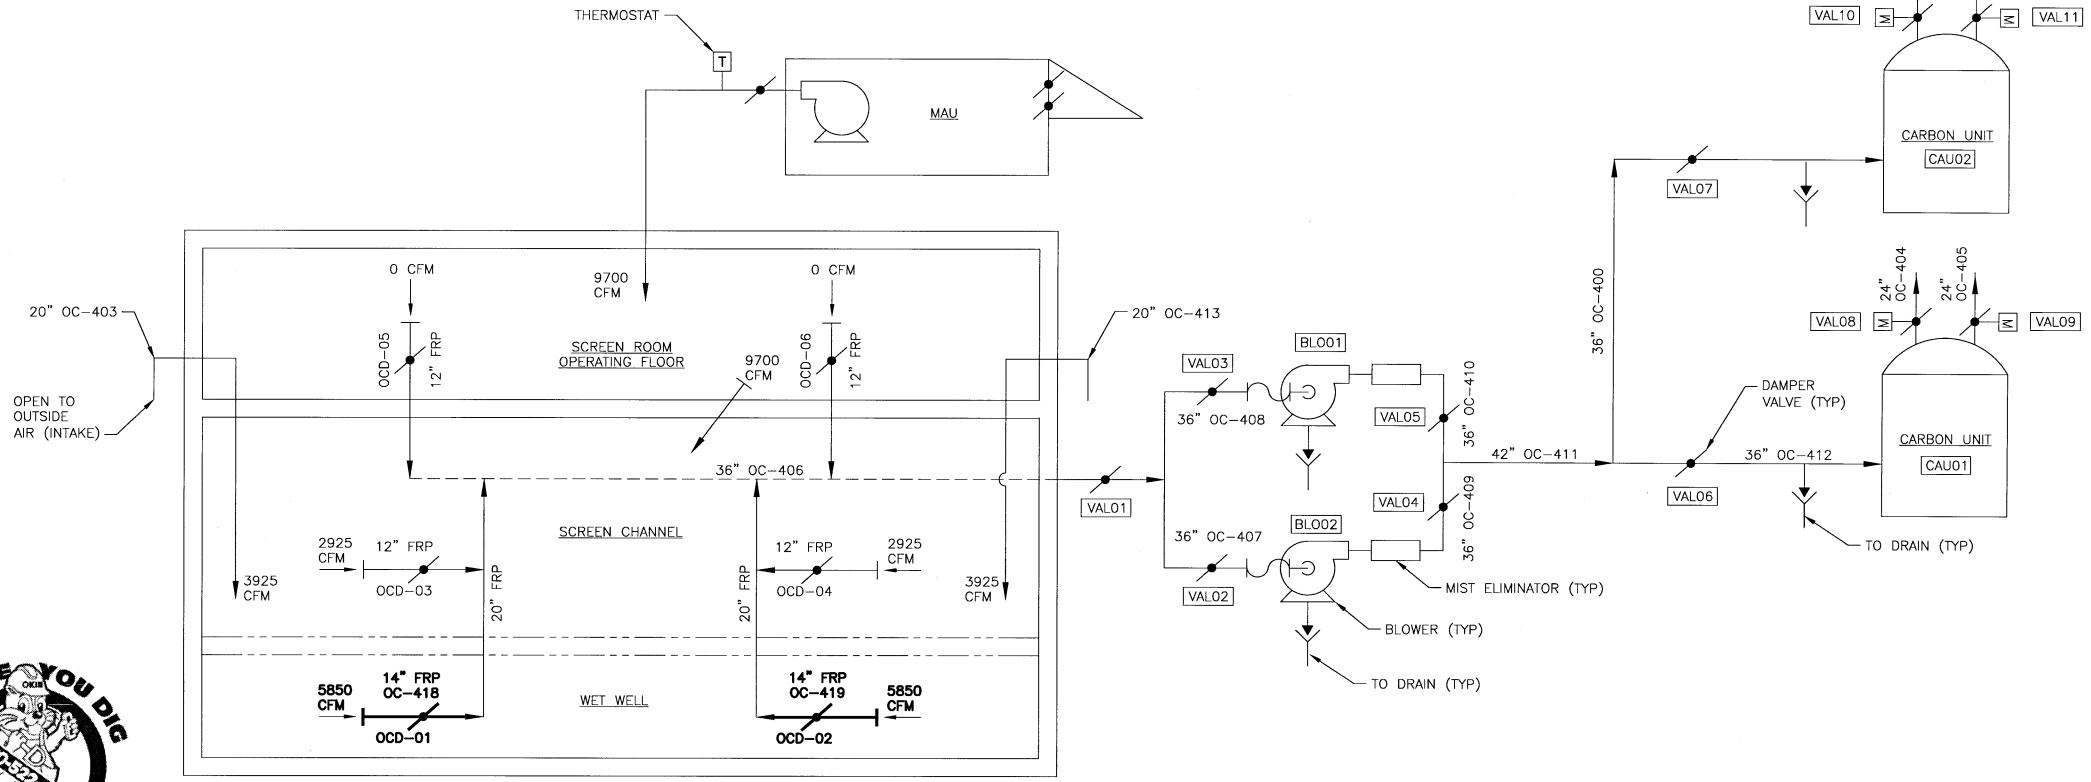 THERMOSTAT
T
MAU
VAL10
M
M
VAL11
CARBON UNIT
CAU02
VAL07
36" OC-400
24"
OC-404
24"
OC-405
VAL08
M
M
VAL09
0 CFM
9700
CFM
0 CFM
20" OC-403
20" OC-413
OCD-05
12" FRP
SCREEN ROOM
OPERATING FLOOR
9700
CFM
OCD-06
12" FRP
OPEN TO
OUTSIDE
AIR (INTAKE)
BLO01
VAL03
36" OC-408
VAL05
36" OC-410
DAMPER
VALVE (TYP)
CARBON UNIT
CAU01
36" OC-406
VAL01
42" OC-411
36" OC-412
VAL06
SCREEN CHANNEL
VAL04
36" OC-409
BLO02
36" OC-407
VAL02
2925
CFM
12" FRP
OCD-03
12" FRP
OCD-04
2925
CFM
3925
CFM
20" FRP
20" FRP
3925
CFM
TO DRAIN (TYP)
MIST ELIMINATOR (TYP)
BLOWER (TYP)
TO DRAIN (TYP)
14" FRP
OC-418
5850
CFM
OCD-01
WET WELL
14" FRP
OC-419
5850
CFM
OCD-02
YOU DIG
OKIE